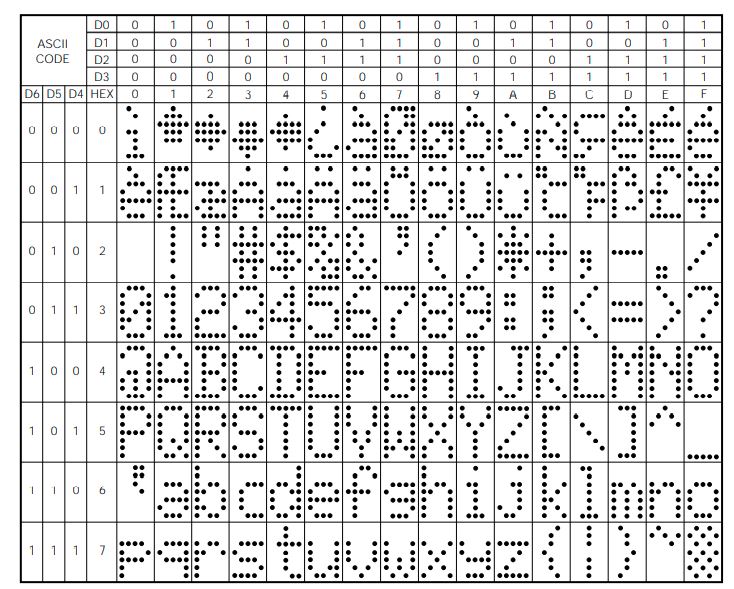 ASCII CODE
D0 0 1 0 1 0 1 0 1 0 1 0 1 0 1 0 1
D1 0 0 1 1 0 0 1 1 0 0 1 1 0 0 1 1
D2 0 0 0 0 1 1 1 1 0 0 0 0 1 1 1 1
D3 0 0 0 0 0 0 0 0 1 1 1 1 1 1 1 1
D6 D5 D4 HEX 0 1 2 3 4 5 6 7 8 9 A B C D E F
0 0 0 0 ¿ à Ø ø ò ù Ñ Ç Ê É È
0 0 1 1 Æ æ Å å Ä ä Ö ö Ü ü °C °F ß £ ¥
0 1 0 2 ! " # $ % & ' ( ) * + , - . /
0 1 1 3 0 1 2 3 4 5 6 7 8 9 : ; < = > ?
1 0 0 4 @ A B C D E F G H I J K L M N O
1 0 1 5 P Q R S T U V W X Y Z [ \ ] ^ _
1 1 0 6 ` a b c d e f g h i j k l m n o
1 1 1 7 p q r s t u v w x y z { | } ~